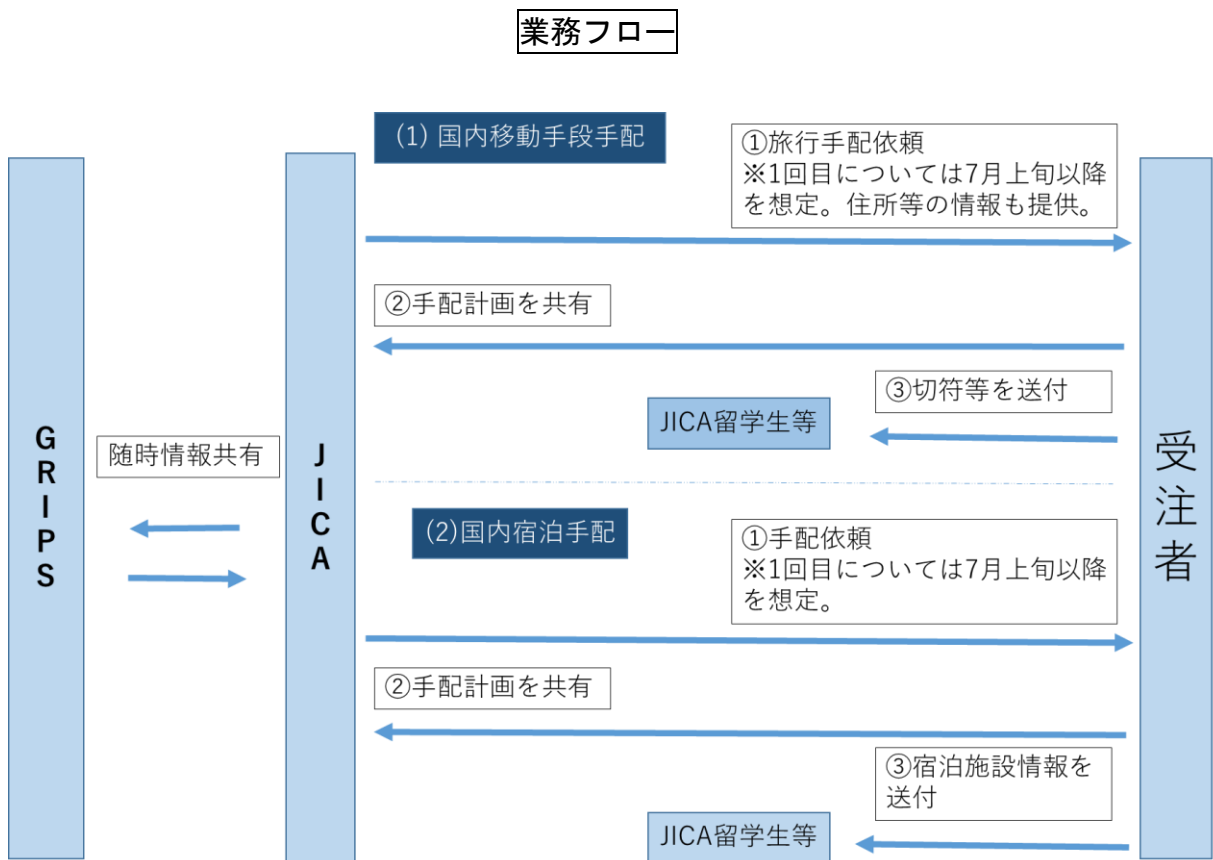 業務フロー
(1) 国内移動手段手配
①旅行手配依頼
※1回目については7月上旬以降
を想定。住所等の情報も提供。
②手配計画を共有
③切符等を送付
JICA留学生等
GRIPS
随時情報共有
JICA
受注者
(2)国内宿泊手配
①手配依頼
※1回目については7月上旬以降
を想定。
②手配計画を共有
③宿泊施設情報を
送付
JICA留学生等